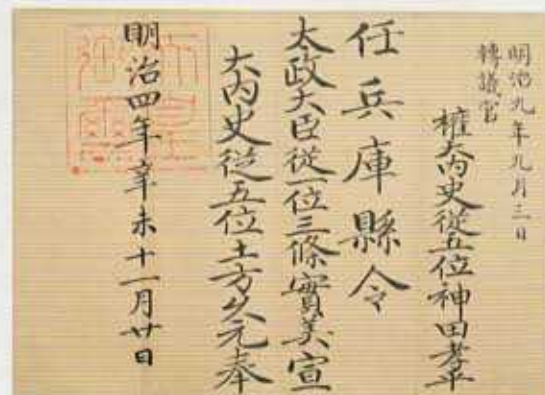 明治九年九月三日
轉議官
權大內史從五位神田孝平
任兵庫縣令
太政大臣從一位三條實美宣
大內史從五位土方久元奉
明治四年辛未十一月廿日